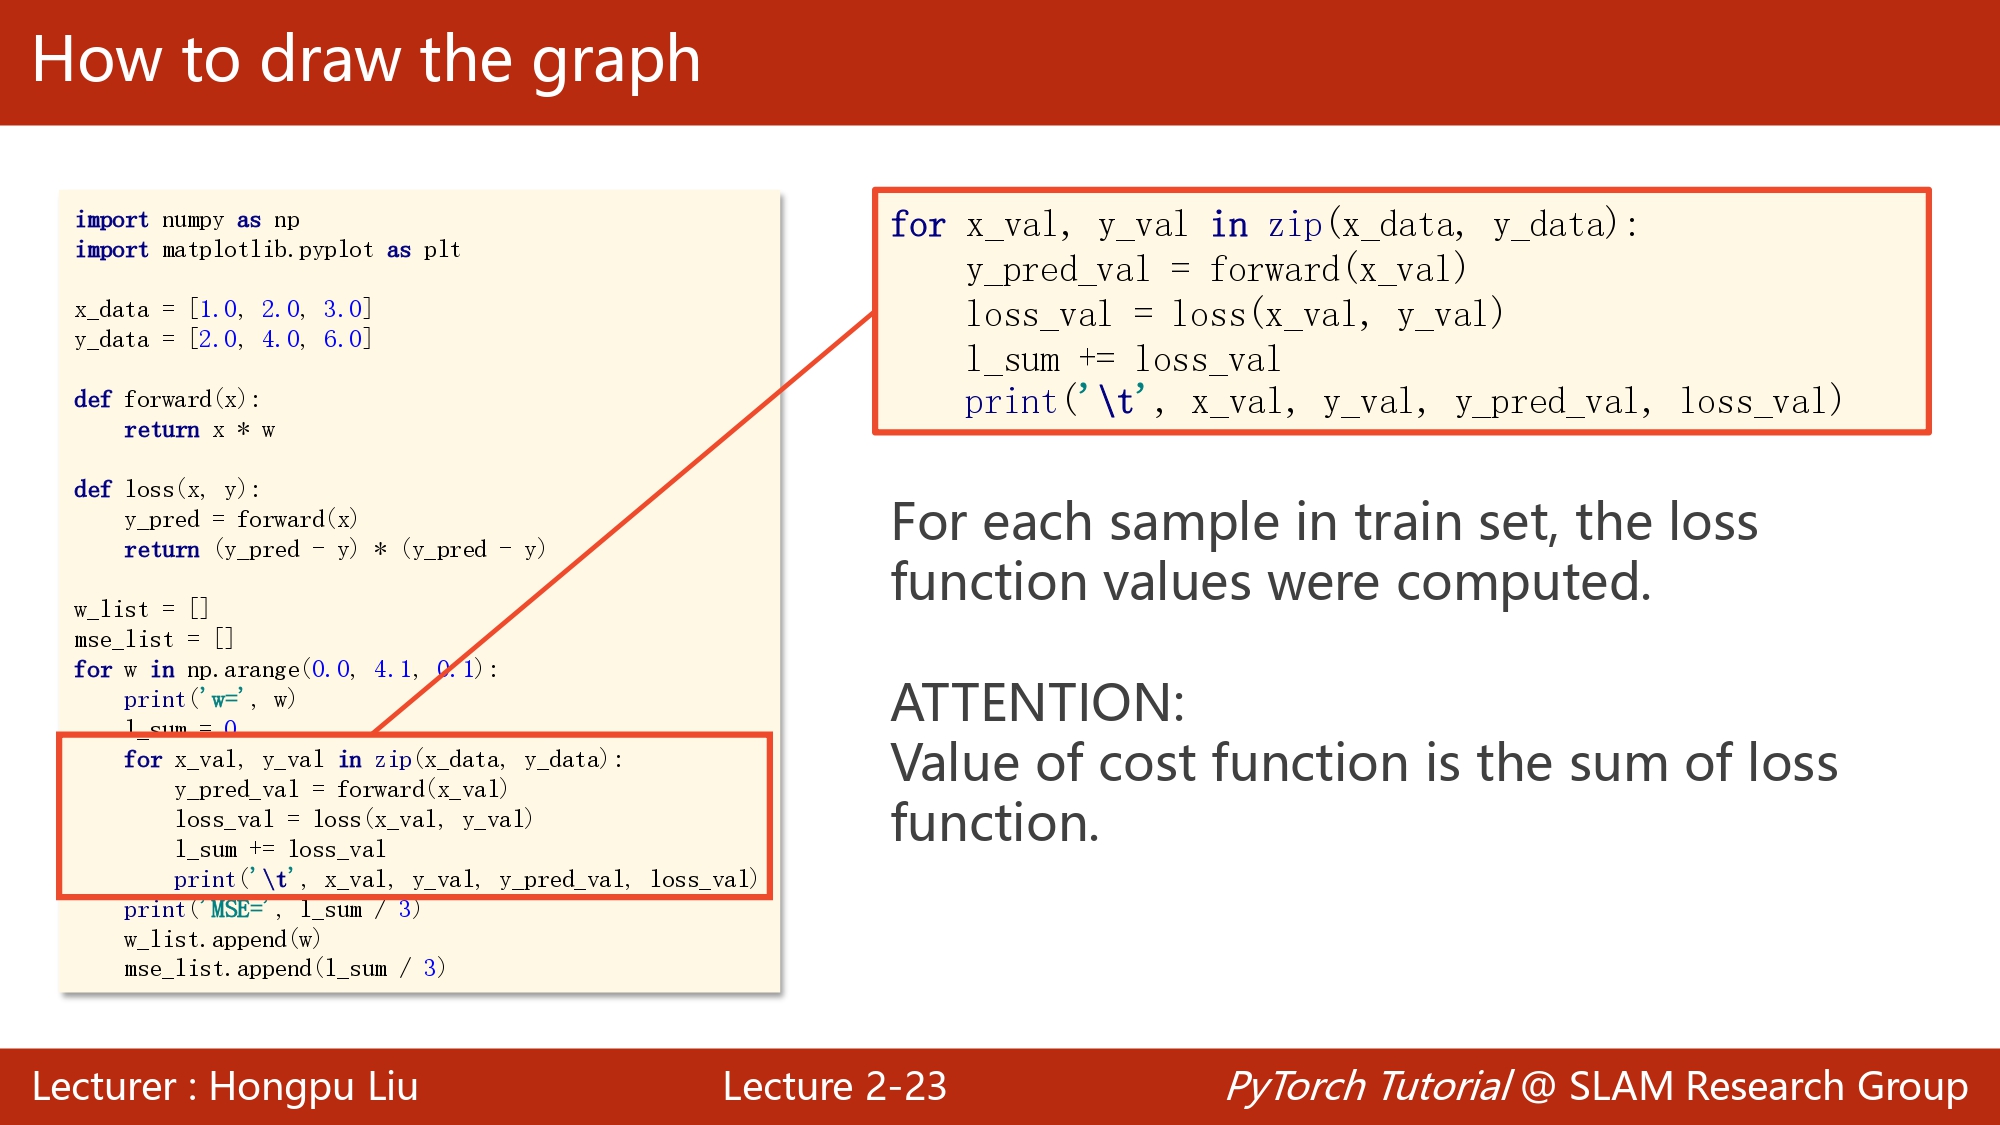 How to draw the graph
import numpy as np
import matplotlib.pyplot as plt
x_data = [1.0, 2.0, 3.0]
y_data = [2.0, 4.0, 6.0]
def forward(x):
    return x * w
def loss(x, y):
    y_pred = forward(x)
    return (y_pred - y) * (y_pred - y)
w_list = []
mse_list = []
for w in np.arange(0.0, 4.1, 0.1):
    print('w=', w)
    l_sum = 0
    for x_val, y_val in zip(x_data, y_data):
        y_pred_val = forward(x_val)
        loss_val = loss(x_val, y_val)
        l_sum += loss_val
        print('\t', x_val, y_val, y_pred_val, loss_val)
    print('MSE=', l_sum / 3)
    w_list.append(w)
    mse_list.append(l_sum / 3)
for x_val, y_val in zip(x_data, y_data):
    y_pred_val = forward(x_val)
    loss_val = loss(x_val, y_val)
    l_sum += loss_val
    print('\t', x_val, y_val, y_pred_val, loss_val)
For each sample in train set, the loss
function values were computed.
ATTENTION:
Value of cost function is the sum of loss
function.
Lecturer : Hongpu Liu
Lecture 2-23
PyTorch Tutorial @ SLAM Research Group